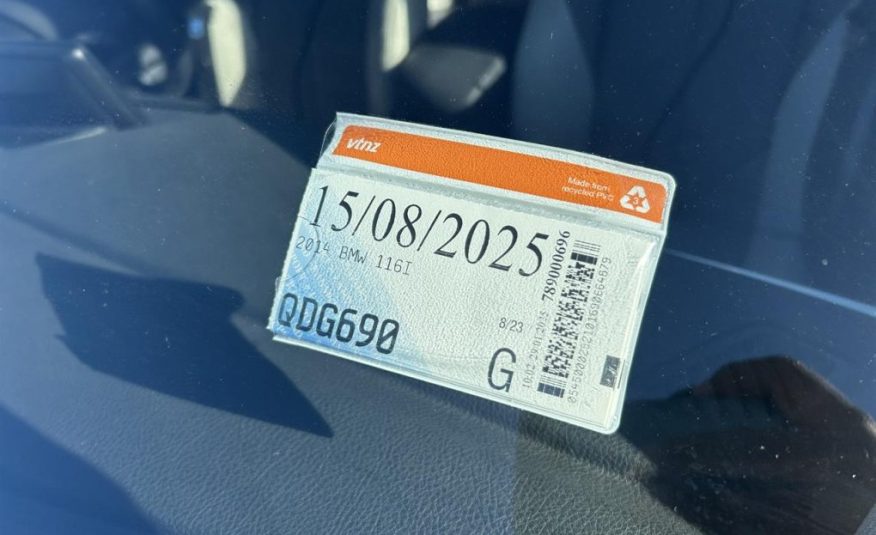 vtnz
Made from
recycled PVC
15/08/2025
2014 BMW 116I
QDG690
8/23
G
789000696